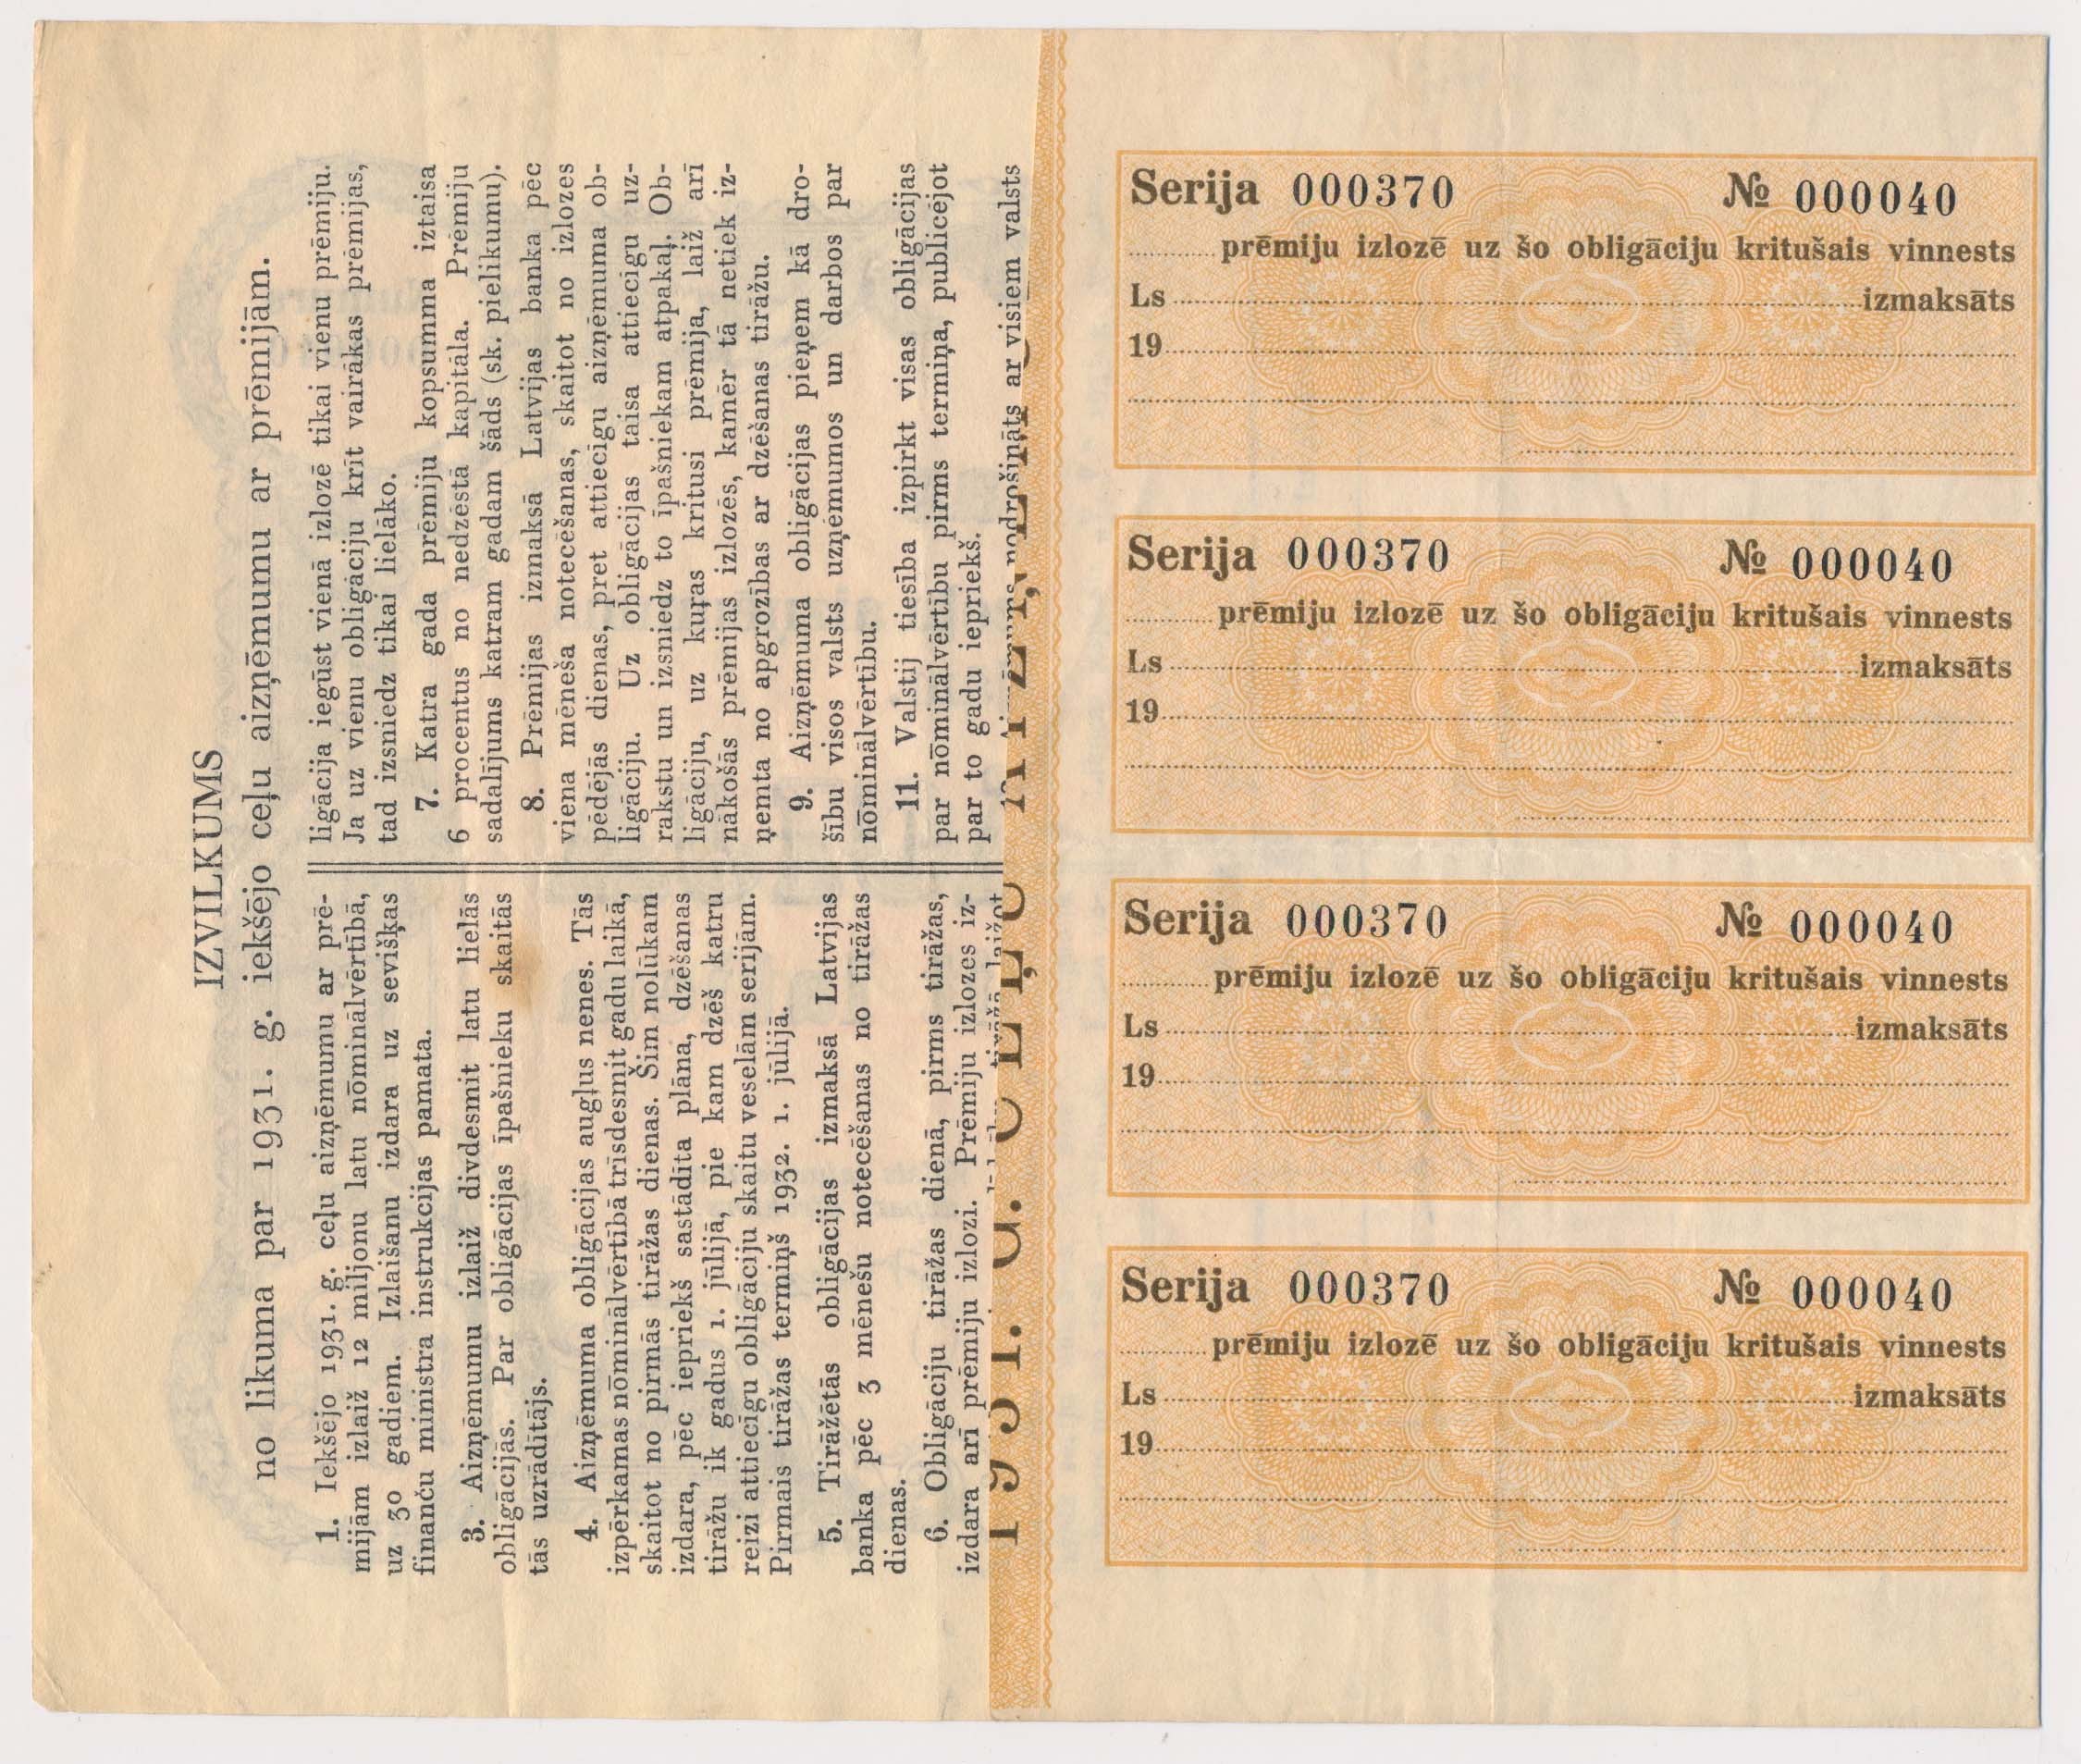 IZVILKUMS
no likuma par 1931. g. iekšējo ceļu aizņēmumu ar prēmijām.
1. Iekšējo 1931. g. ceļu aizņēmumu ar prē-
mijām izlaiž 12 miljonu latu nōminālvērtībā,
uz 30 gadiem. Izlaišanu izdara uz sevišķas
finanču ministra instrukcijas pamata.
3. Aizņēmumu izlaiž divdesmit latu lielās
obligācijās. Par obligācijas īpašnieku skaitās
tās uzrādītājs.
4. Aizņēmuma obligācijas augļus nenes. Tās
izpērkamas nōminālvērtībā trīsdesmit gadu laikā,
skaitot no pirmās tirāžas dienas. Šim nolūkam
izdara, pēc iepriekš sastādīta plāna, dzēšanas
tirāžu ik gadus 1. jūlijā, pie kam dzēš katru
reizi attiecīgu obligāciju skaitu veselām serijām.
Pirmais tirāžas termiņš 1932. 1. jūlijā.
5. Tirāžētās obligācijas izmaksā Latvijas
banka pēc 3 mēnešu notecēšanas no tirāžas
dienas.
6. Obligāciju tirāžas dienā, pirms tirāžas,
izdara arī prēmiju izlozi. Prēmiju izlozes iz-
tirāžā, laižot
ligācija iegūst vienā izlozē tikai vienu prēmiju.
Ja uz vienu obligāciju krīt vairākas prēmijas,
tad izsniedz tikai lielāko.
7. Katra gada prēmiju kopsumma iztaisa
6 procentus no nedzēstā kapitāla. Prēmiju
sadalījums katram gadam šāds (sk. pielikumu).
8. Prēmijas izmaksā Latvijas banka pēc
viena mēneša notecēšanas, skaitot no izlozes
pēdējās dienas, pret attiecīgu aizņēmuma ob-
ligāciju. Uz obligācijas taisa attiecīgu uz-
rakstu un izsniedz to īpašniekam atpakaļ. Ob-
ligāciju, uz kuŗas kritusi prēmija, laiž arī
nākošās prēmijas izlozēs, kamēr tā netiek iz-
ņemta no apgrozības ar dzēšanas tirāžu.
9. Aizņēmuma obligācijas pieņem kā dro-
šību visos valsts uzņēmumos un darbos par
nōminālvērtību.
11. Valstij tiesība izpirkt visas obligācijas
par nōminālvērtību pirms termiņa, publicējot
par to gadu iepriekš.
nodrošināts ar visiem valsts
1931. G. CEĻU AIZŅĒM
Serija 000370 № 000040
prēmiju izlozē uz šo obligāciju kritušais vinnests
Ls izmaksāts
19
Serija 000370 № 000040
prēmiju izlozē uz šo obligāciju kritušais vinnests
Ls izmaksāts
19
Serija 000370 № 000040
prēmiju izlozē uz šo obligāciju kritušais vinnests
Ls izmaksāts
19
Serija 000370 № 000040
prēmiju izlozē uz šo obligāciju kritušais vinnests
Ls izmaksāts
19